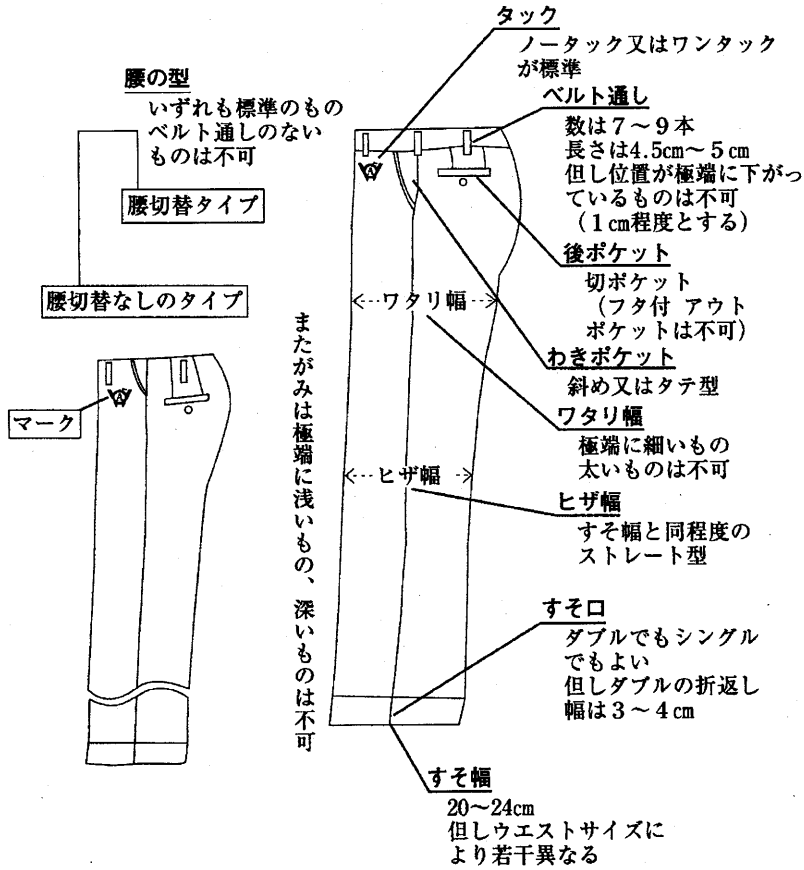 タック
ノータック又はワンタック
が標準
腰の型
いずれも標準のもの
ベルト通しのない
ものは不可
ベルト通し
数は7〜9本
長さは4.5cm〜5cm
但し位置が極端に下がっ
ているものは不可
(1cm程度とする)
腰切替タイプ
後ポケット
切ポケット
(フタ付 アウト
ポケットは不可)
腰切替なしのタイプ
ワタリ幅
わきポケット
斜め又はタテ型
マーク
ワタリ幅
極端に細いもの
太いものは不可
またがみは極端に浅いもの、深いものは不可
ヒザ幅
ヒザ幅
すそ幅と同程度の
ストレート型
すそ口
ダブルでもシングル
でもよい
但しダブルの折返し
幅は3〜4cm
すそ幅
20〜24cm
但しウエストサイズに
より若干異なる